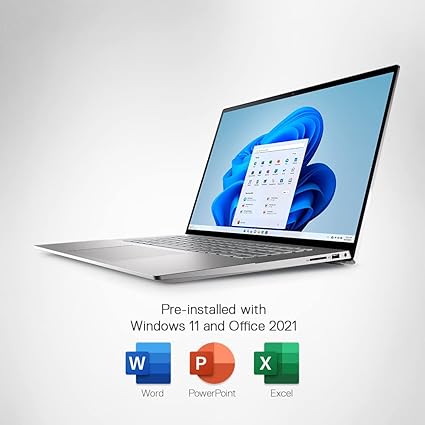 Pre-installed with
Windows 11 and Office 2021
W
P
X
Word
PowerPoint
Excel